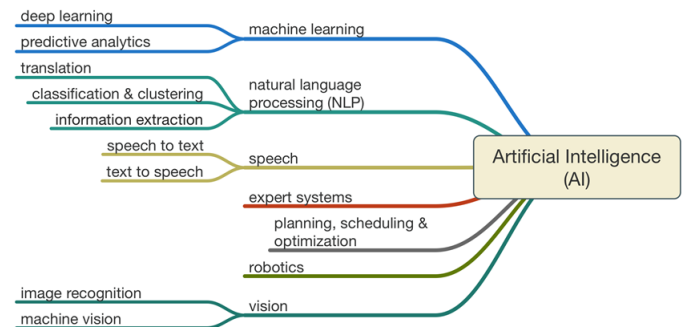 deep learning
predictive analytics
machine learning
translation
classification & clustering
information extraction
natural language
processing (NLP)
speech to text
text to speech
speech
expert systems
planning, scheduling &
optimization
robotics
image recognition
machine vision
vision
Artificial Intelligence
(AI)